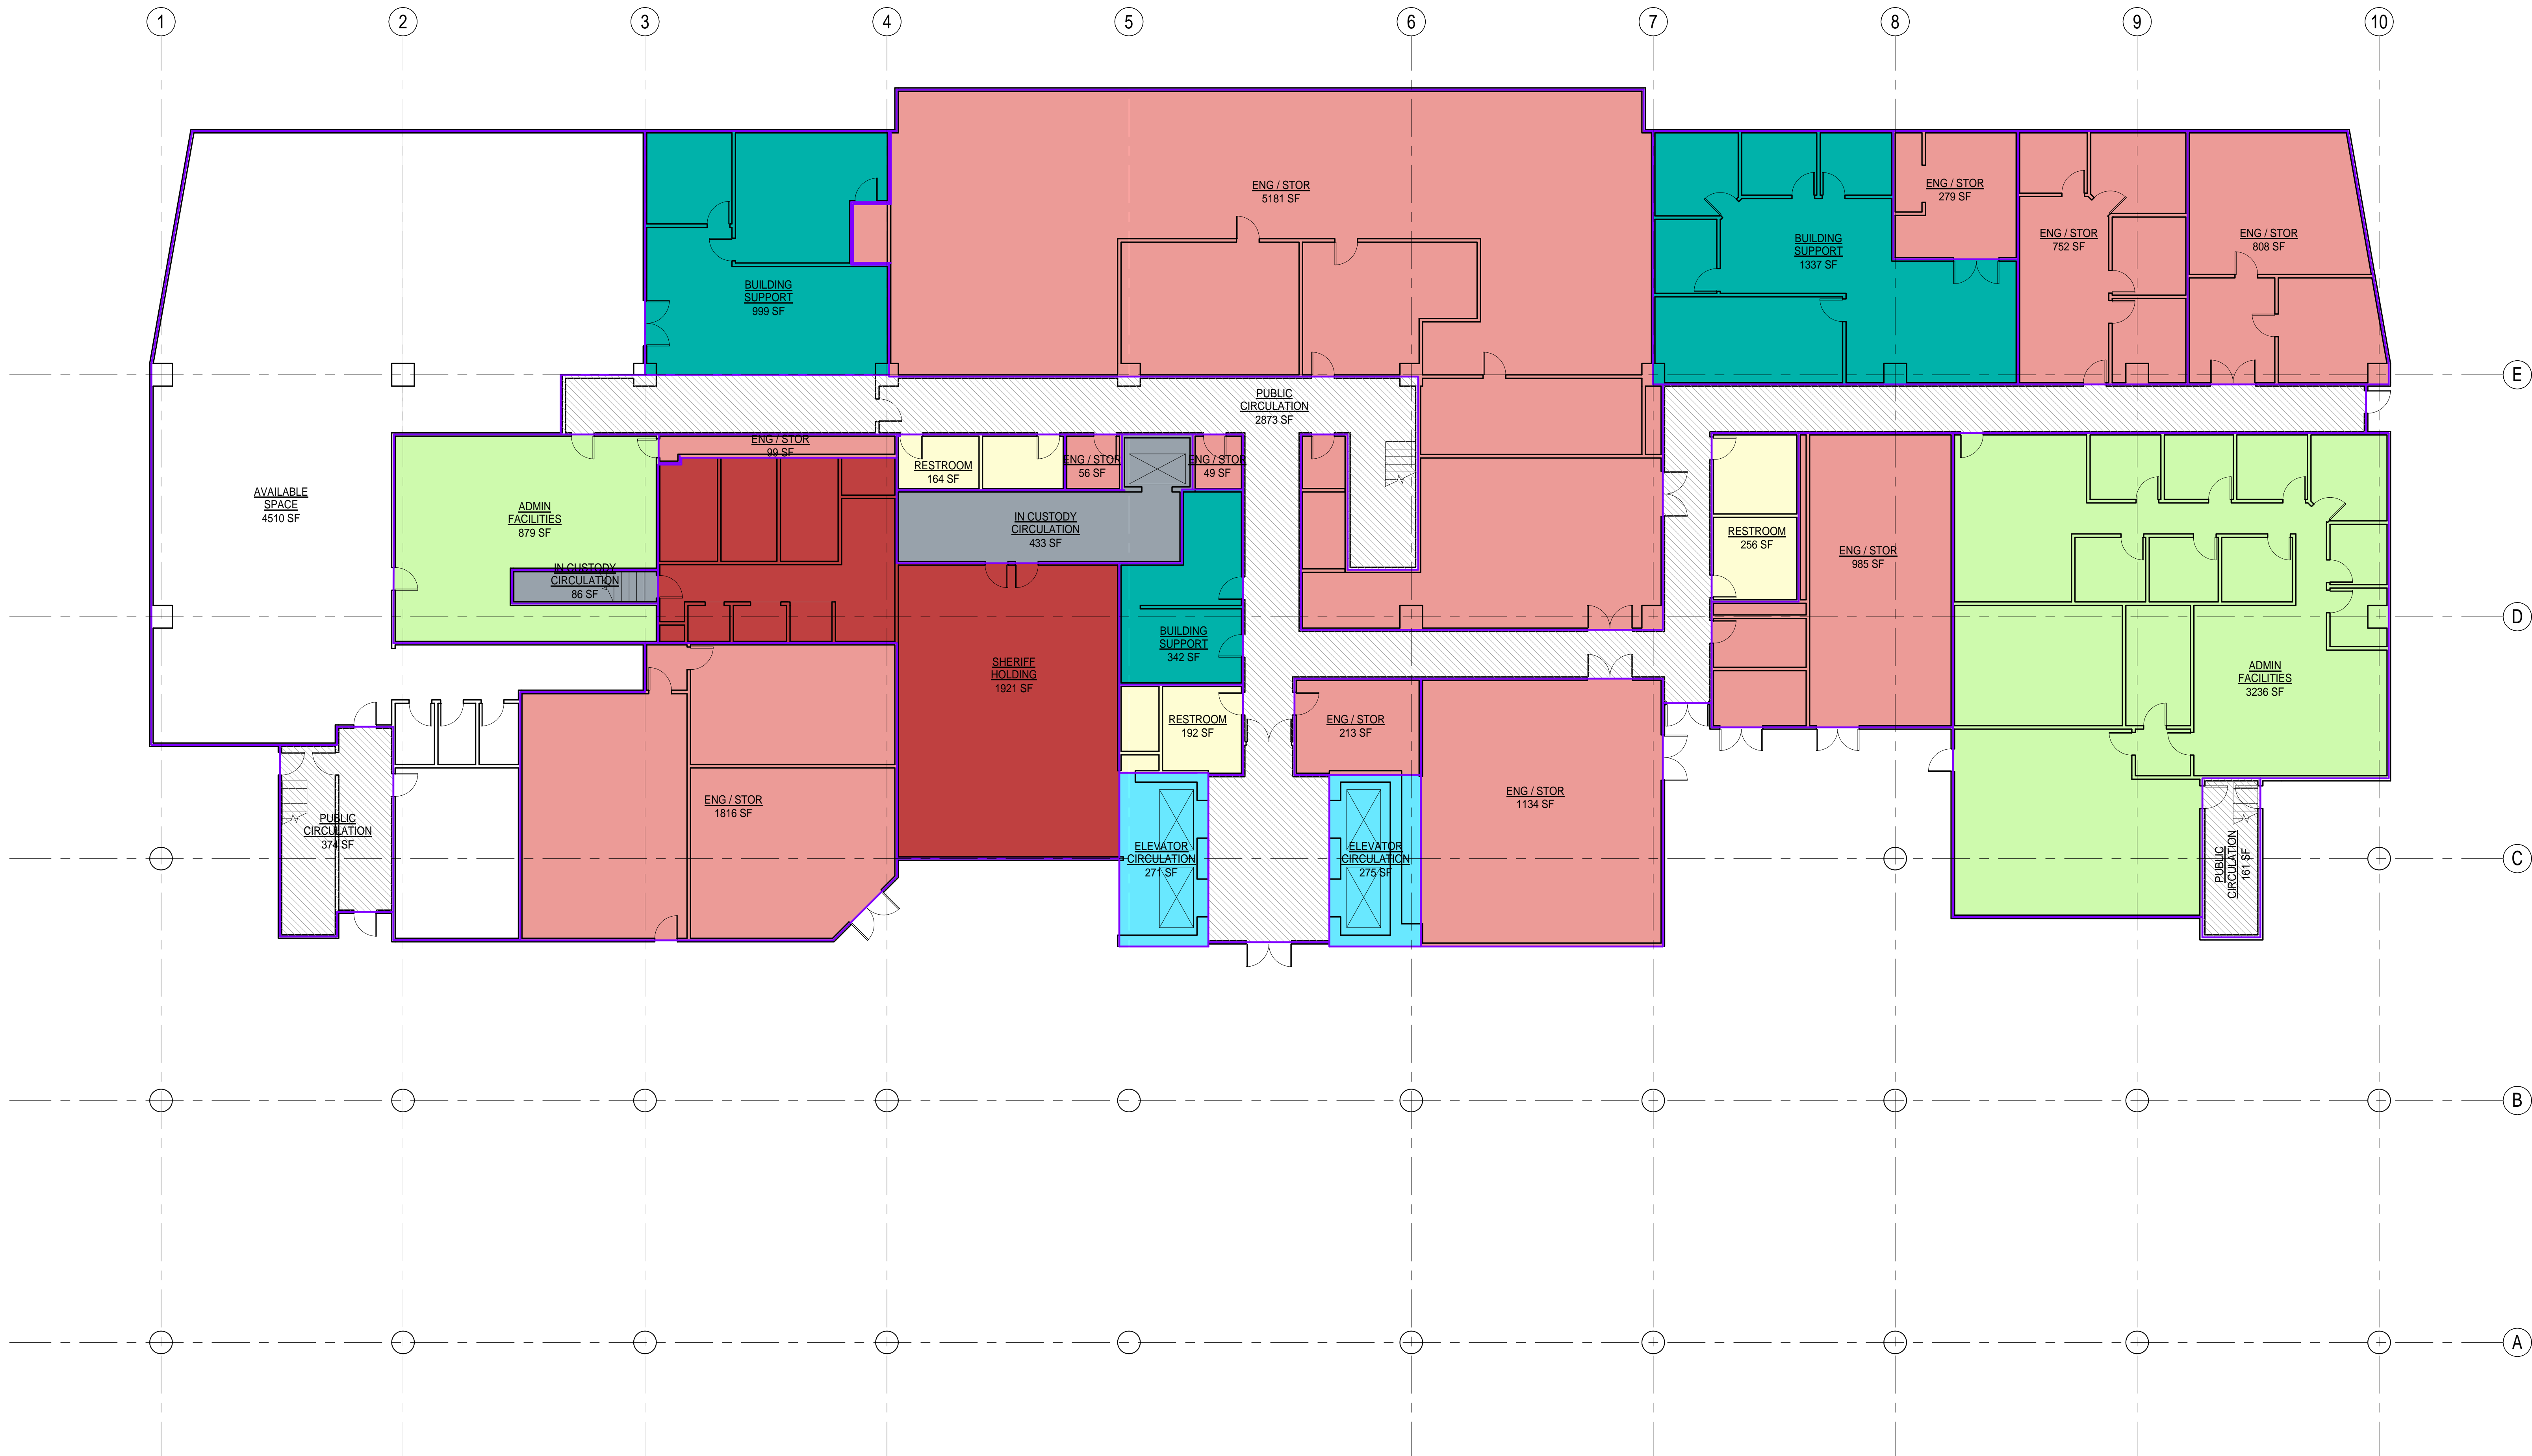 1 2 3 4 5 6 7 8 9 10
ENG / STOR
5181 SF
ENG / STOR
279 SF
BUILDING
SUPPORT
1337 SF
ENG / STOR
752 SF
ENG / STOR
808 SF
BUILDING
SUPPORT
999 SF
E
PUBLIC
CIRCULATION
2873 SF
ENG / STOR
99 SF
RESTROOM
164 SF
ENG / STOR
56 SF
ENG / STOR
49 SF
AVAILABLE
SPACE
4510 SF
ADMIN
FACILITIES
879 SF
IN CUSTODY
CIRCULATION
433 SF
RESTROOM
256 SF
ENG / STOR
985 SF
IN CUSTODY
CIRCULATION
86 SF
D
BUILDING
SUPPORT
342 SF
SHERIFF
HOLDING
1921 SF
ADMIN
FACILITIES
3236 SF
RESTROOM
192 SF
ENG / STOR
213 SF
ENG / STOR
1816 SF
ENG / STOR
1134 SF
PUBLIC
CIRCULATION
374 SF
ELEVATOR
CIRCULATION
271 SF
ELEVATOR
CIRCULATION
275 SF
PUBLIC
CIRCULATION
161 SF
C
B
A